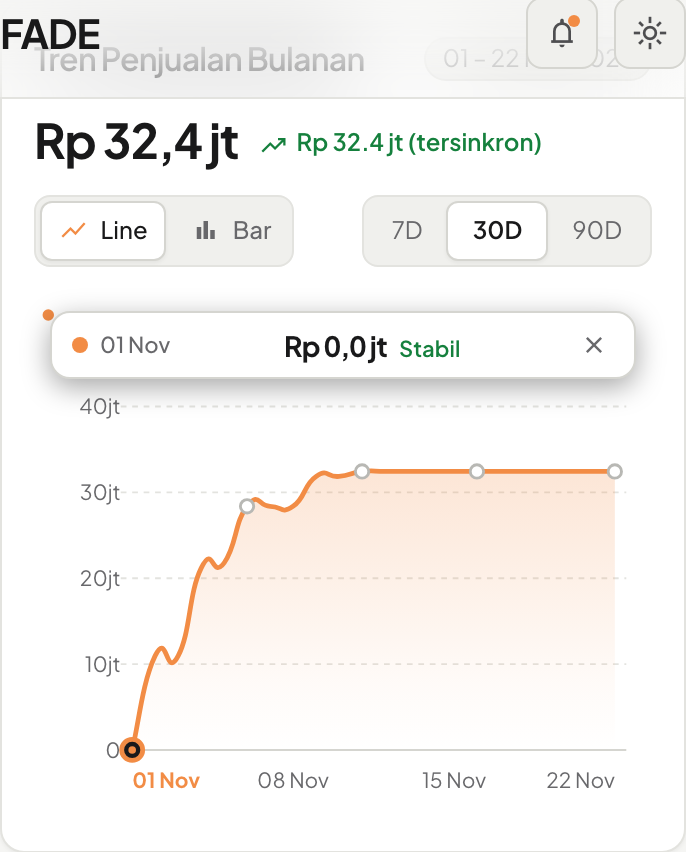 FADE
Tren Penjualan Bulanan
01 – 22
Rp 32,4 jt
Rp 32.4 jt (tersinkron)
Line
Bar
7D
30D
90D
01 Nov
Rp 0,0 jt
Stabil
40jt
30jt
20jt
10jt
0
01 Nov
08 Nov
15 Nov
22 Nov